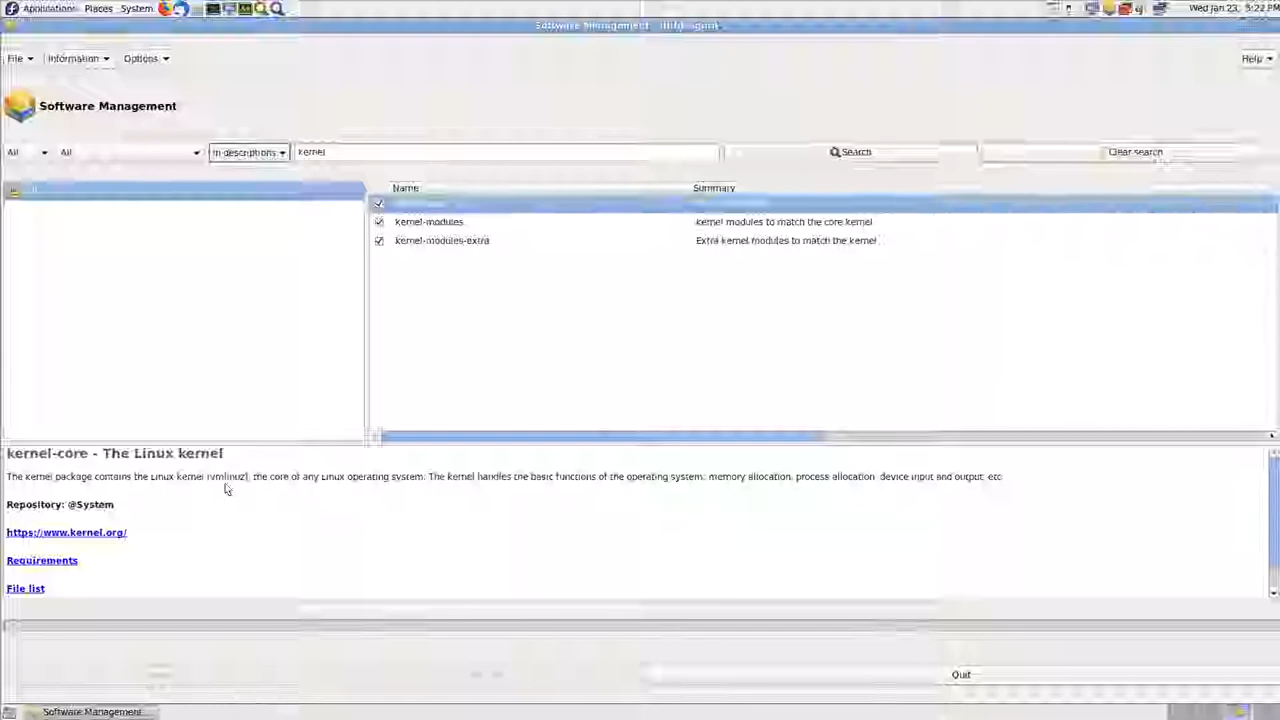 Applications Places System Wed Jan 23,
Software Management
File Information Options Help
Software Management
All All In descriptions kernel Search Clear search
Name Summary
kernel-modules kernel modules to match the core kernel
kernel-modules-extra Extra kernel modules to match the kernel
kernel-core - The Linux kernel
The kernel package contains the Linux kernel (vmlinuz), the core of any Linux operating system. The kernel handles the basic functions of the operating system: memory allocation, process allocation, device input and output, etc.
Repository: @System
https://www.kernel.org/
Requirements
File list
Quit
Software Management